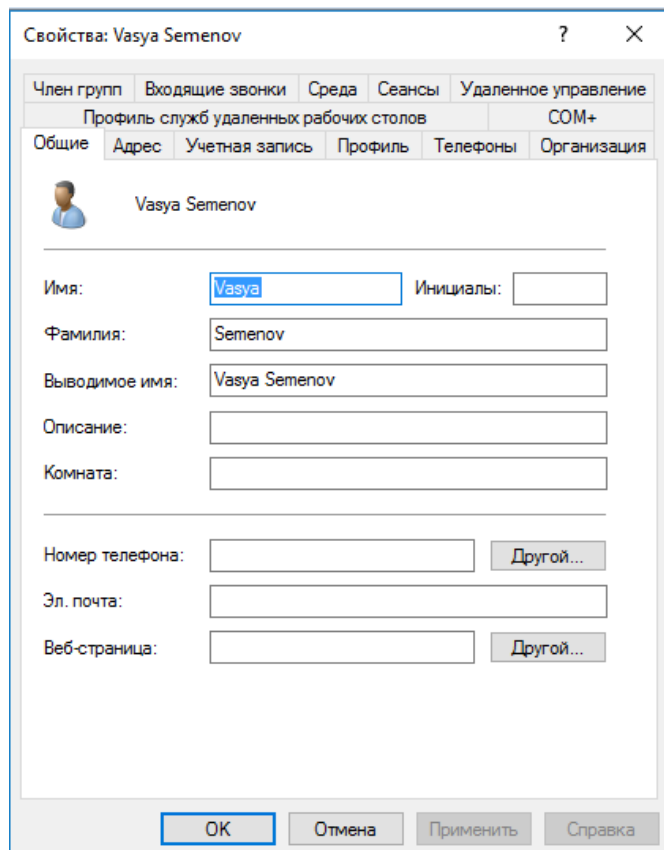 Свойства: Vasya Semenov ? ×
Член групп Входящие звонки Среда Сеансы Удаленное управление
Профиль служб удаленных рабочих столов COM+
Общие Адрес Учетная запись Профиль Телефоны Организация
Vasya Semenov
Имя: Vasya Инициалы:
Фамилия: Semenov
Выводимое имя: Vasya Semenov
Описание:
Комната:
Номер телефона: Другой...
Эл. почта:
Веб-страница: Другой...
OK Отмена Применить Справка